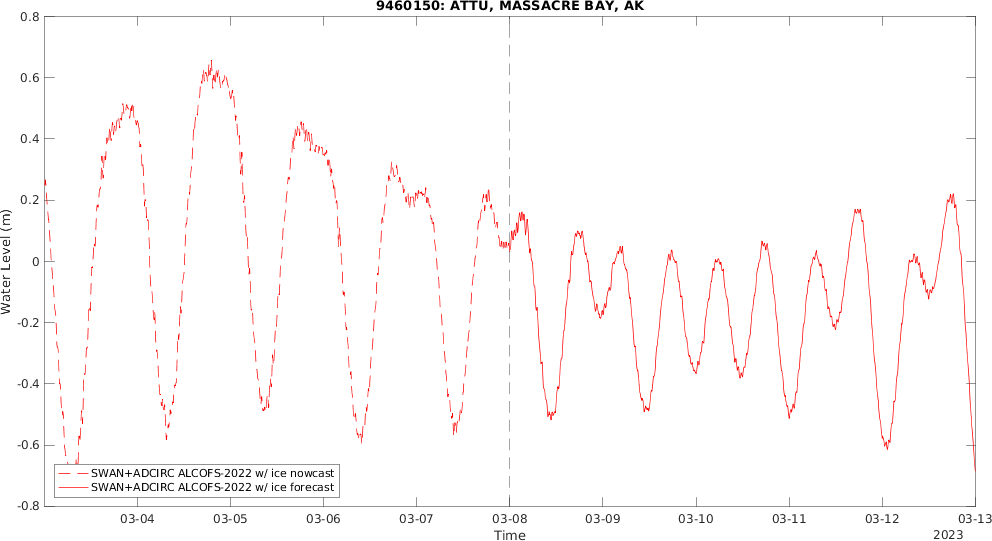 9460150: ATTU, MASSACRE BAY, AK
Water Level (m)
0.8
0.6
0.4
0.2
0
-0.2
-0.4
-0.6
-0.8
SWAN+ADCIRC ALCOFS-2022 w/ ice nowcast
SWAN+ADCIRC ALCOFS-2022 w/ ice forecast
03-04 03-05 03-06 03-07 03-08 03-09 03-10 03-11 03-12 03-13
Time
2023